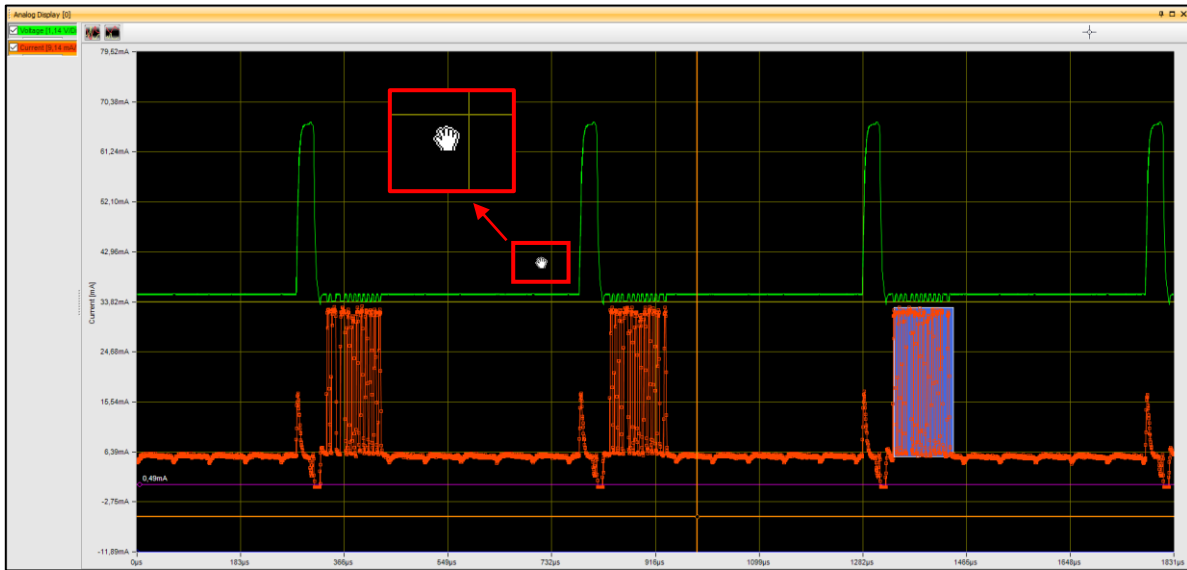 Analog Display [0]
Voltage [1,14 V/D
Current [9,14 mA/
79,52mA
70,38mA
61,24mA
52,10mA
42,96mA
33,82mA
24,68mA
15,54mA
6,39mA
-2,75mA
-11,89mA
Current [mA]
0,49mA
0µs
183µs
366µs
549µs
732µs
916µs
1099µs
1282µs
1465µs
1648µs
1831µs